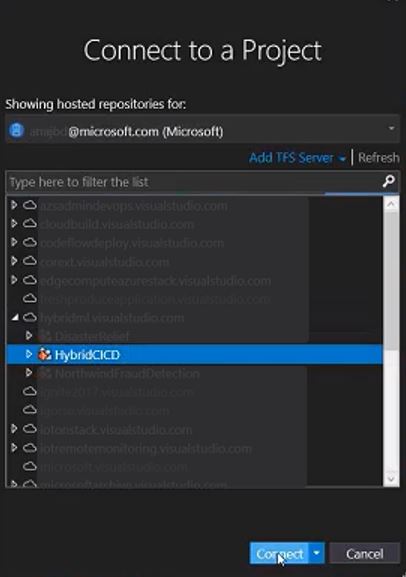 Connect to a Project
Showing hosted repositories for:
@microsoft.com (Microsoft)
Add TFS Server | Refresh
Type here to filter the list
azsadmindevops.visualstudio.com
cloudbuild.visualstudio.com
codeflowdeploy.visualstudio.com
corext.visualstudio.com
edgecomputeazurestack.visualstudio.com
freshproduceapplication.visualstudio.com
hybridml.visualstudio.com
DisasterRelief
HybridCICD
NorthwindFraudDetection
ignite2017.visualstudio.com
igorso.visualstudio.com
iotonstack.visualstudio.com
iotremotemonitoring.visualstudio.com
microsoft.visualstudio.com
microsoftarchive.visualstudio.com
Connect Cancel